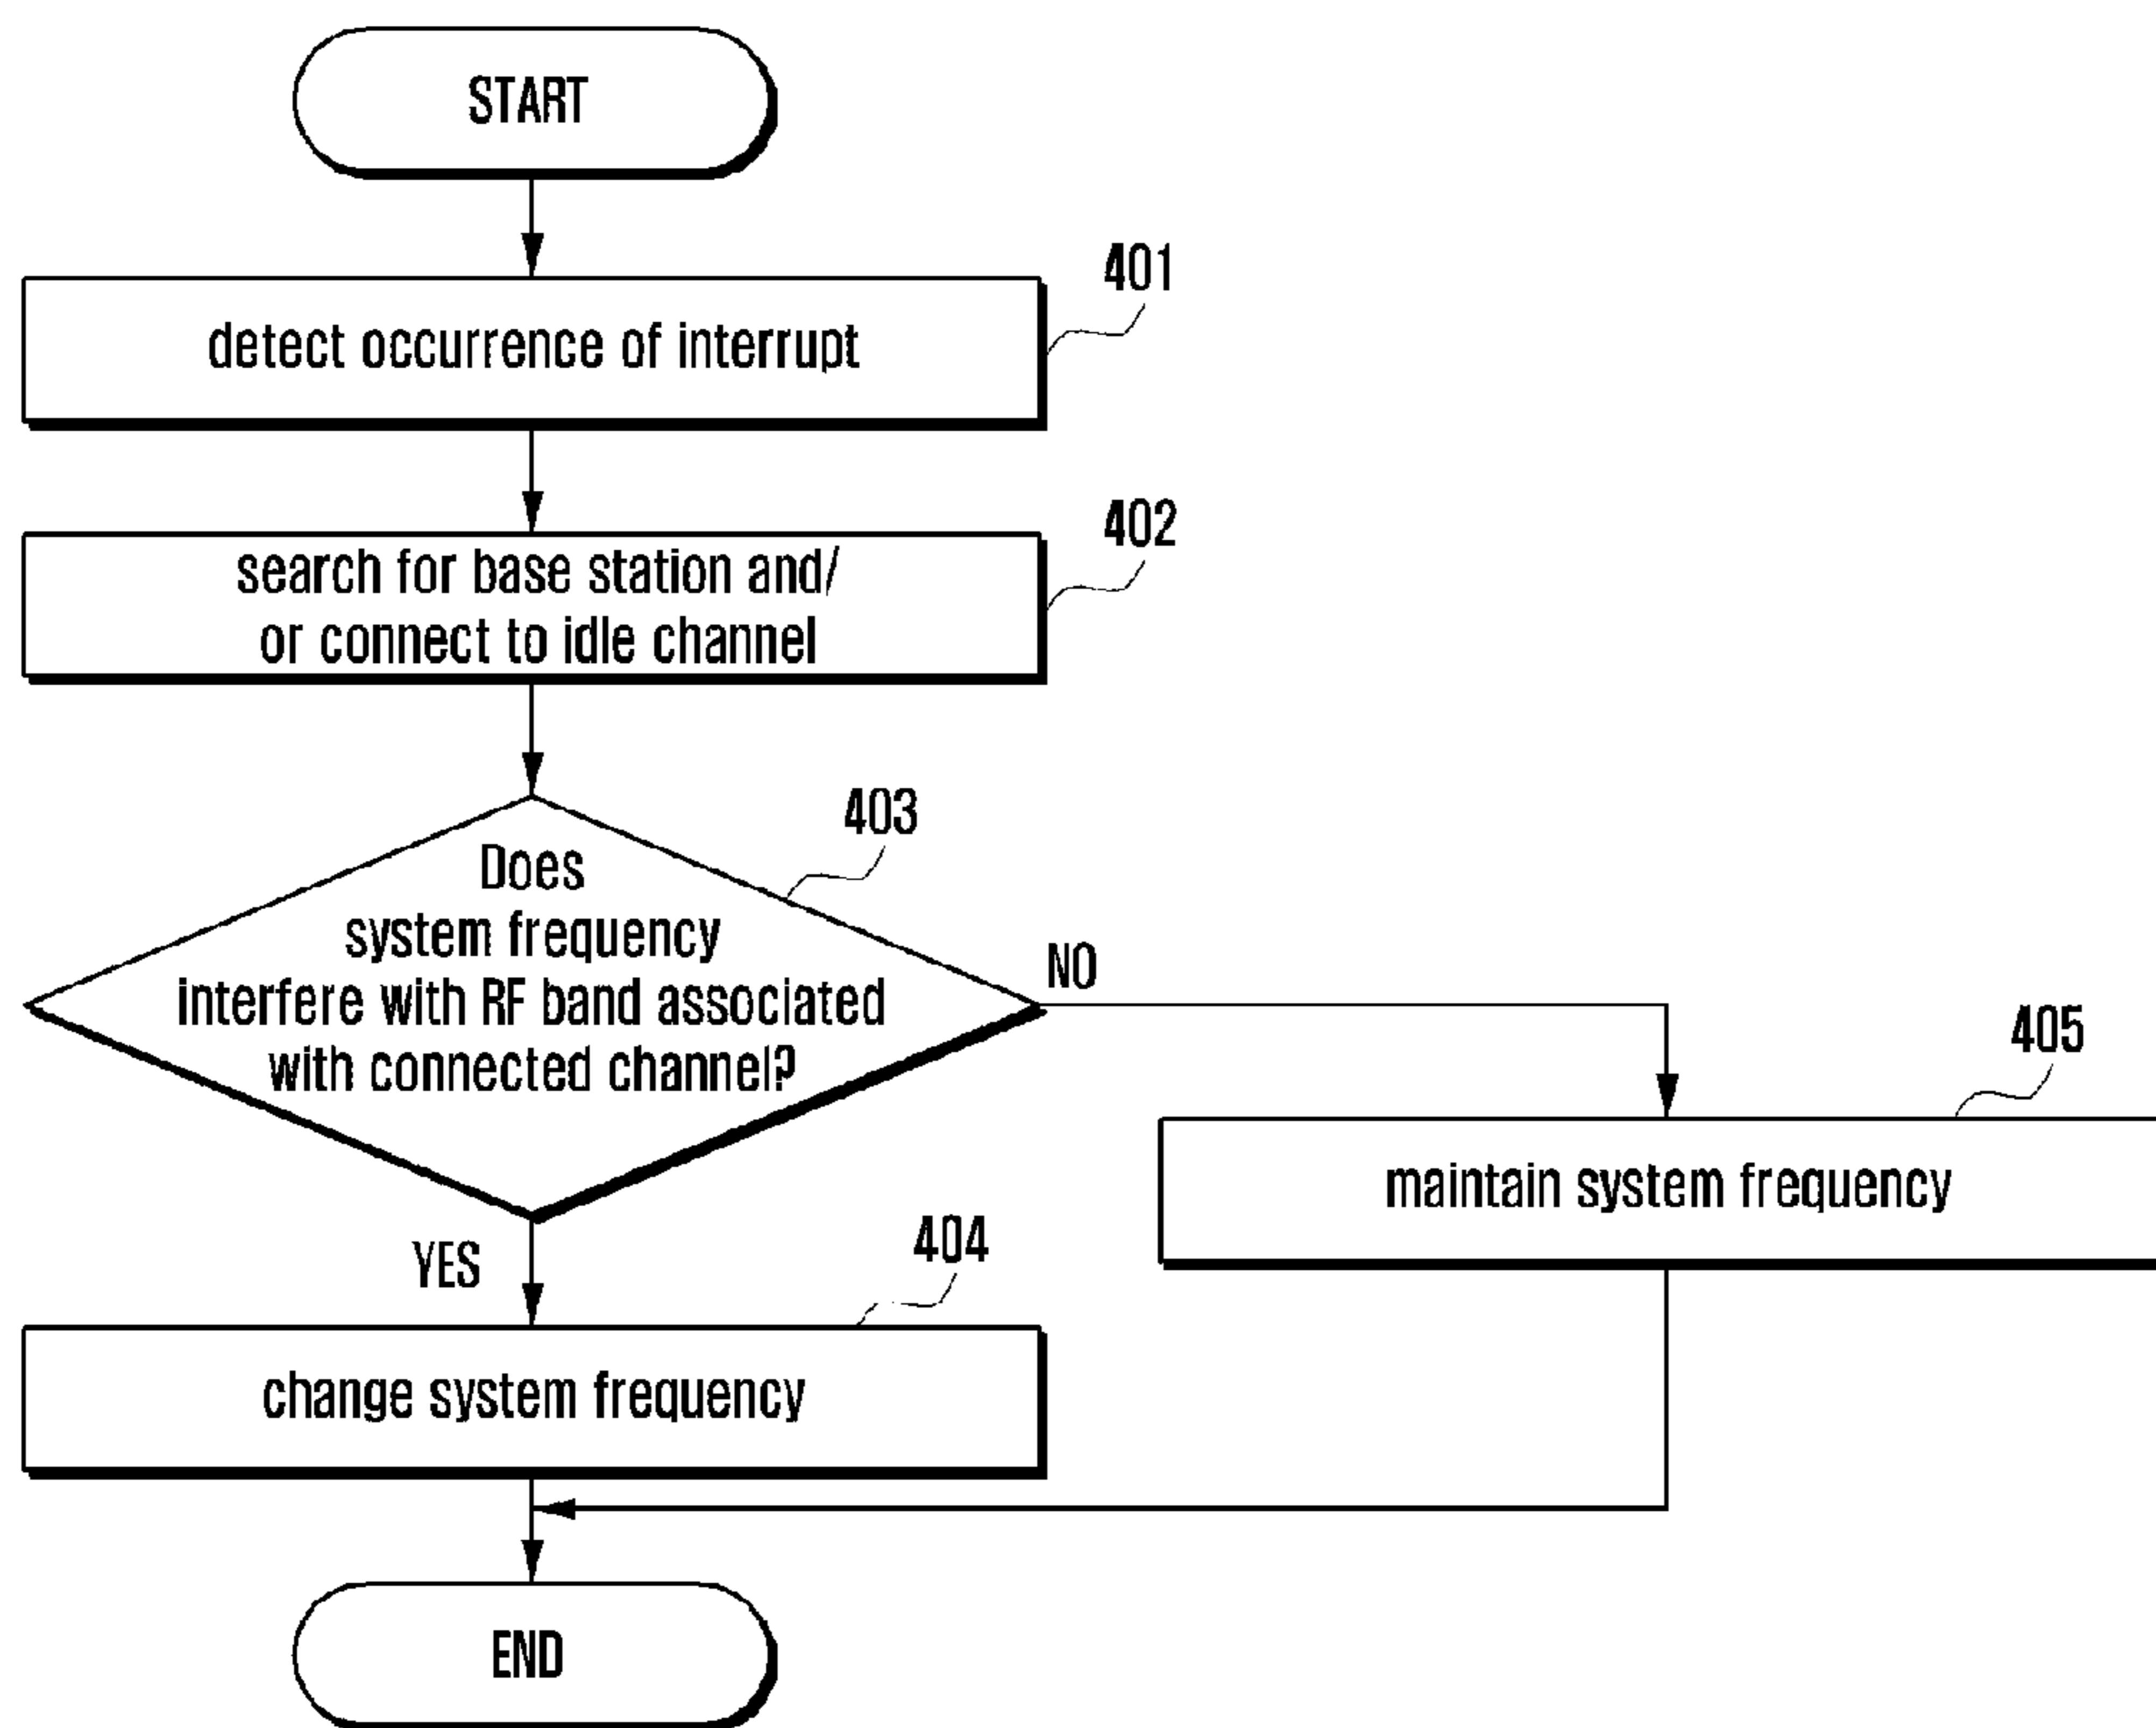 START
401
detect occurrence of interrupt
402
search for base station and/
or connect to idle channel
403
Does
system frequency
interfere with RF band associated
with connected channel?
NO
405
maintain system frequency
YES
404
change system frequency
END